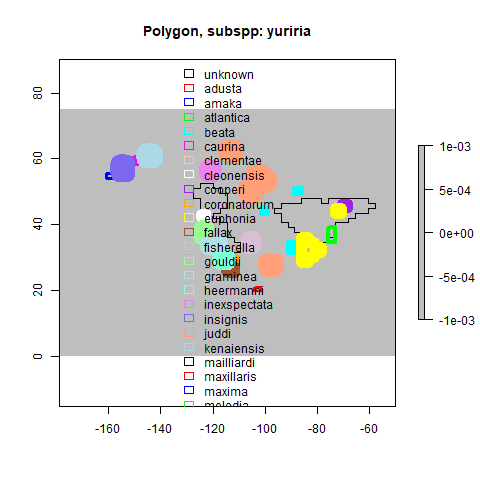 Polygon, subspp: yuriria
unknown
adusta
amaka
atlantica
beata
caurina
clementae
cleonensis
cooperi
coronatorum
euphonia
fallax
fisherella
gouldii
graminea
heermanni
inexspectata
insignis
juddi
kenaiensis
mailliardi
maxillaris
maxima
melodia
80
60
40
20
0
-160
-140
-120
-100
-80
-60
1e-03
5e-04
0e+00
-5e-04
-1e-03